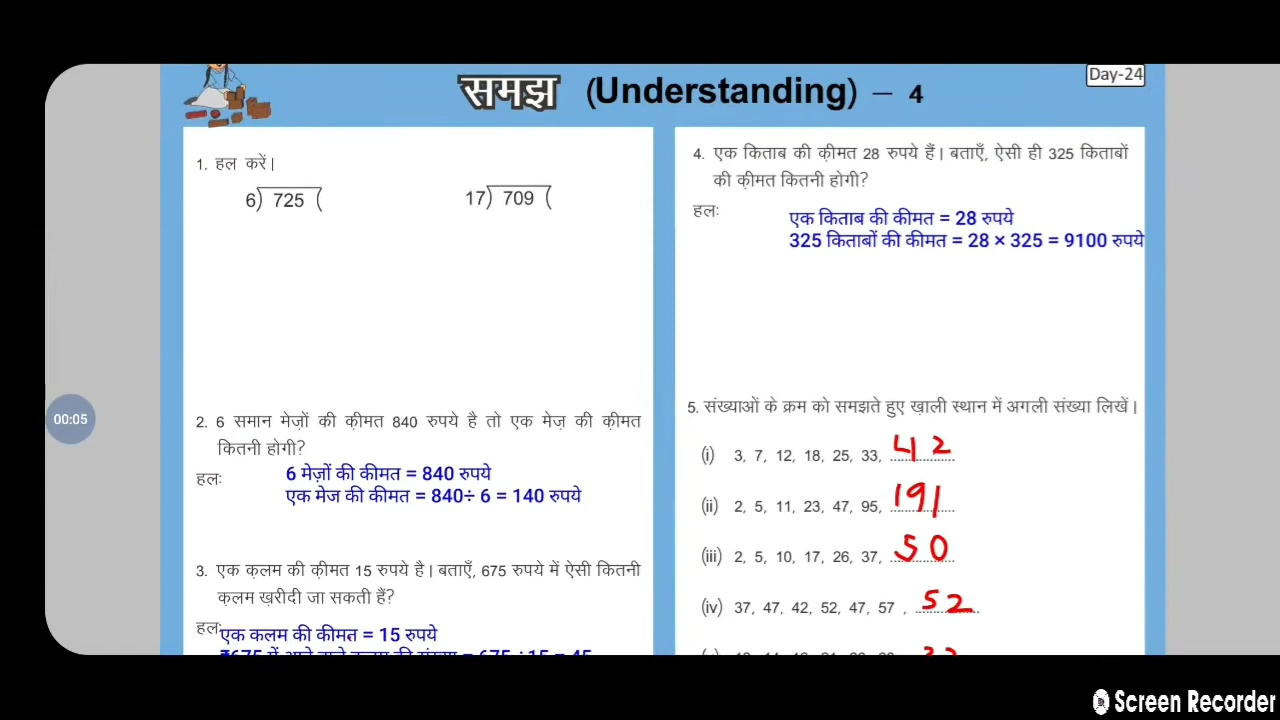 समझ (Understanding) – 4
Day-24
1. हल करें।
6) 725 (
17) 709 (
2. 6 समान मेज़ों की क़ीमत 840 रुपये है तो एक मेज़ की क़ीमत
कितनी होगी?
हलः
6 मेज़ों की कीमत = 840 रुपये
एक मेज की कीमत = 840÷ 6 = 140 रुपये
3. एक क़लम की क़ीमत 15 रुपये है। बताएँ, 675 रुपये में ऐसी कितनी
क़लम ख़रीदी जा सकती हैं?
हलः
एक कलम की कीमत = 15 रुपये
4. एक किताब की क़ीमत 28 रुपये हैं। बताएँ, ऐसी ही 325 किताबों
की क़ीमत कितनी होगी?
हलः
एक किताब की कीमत = 28 रुपये
325 किताबों की कीमत = 28 × 325 = 9100 रुपये
5. संख्याओं के क्रम को समझते हुए ख़ाली स्थान में अगली संख्या लिखें।
(i) 3, 7, 12, 18, 25, 33, 42
(ii) 2, 5, 11, 23, 47, 95, 191
(iii) 2, 5, 10, 17, 26, 37, 50
(iv) 37, 47, 42, 52, 47, 57 , 52
00:05
Screen Recorder